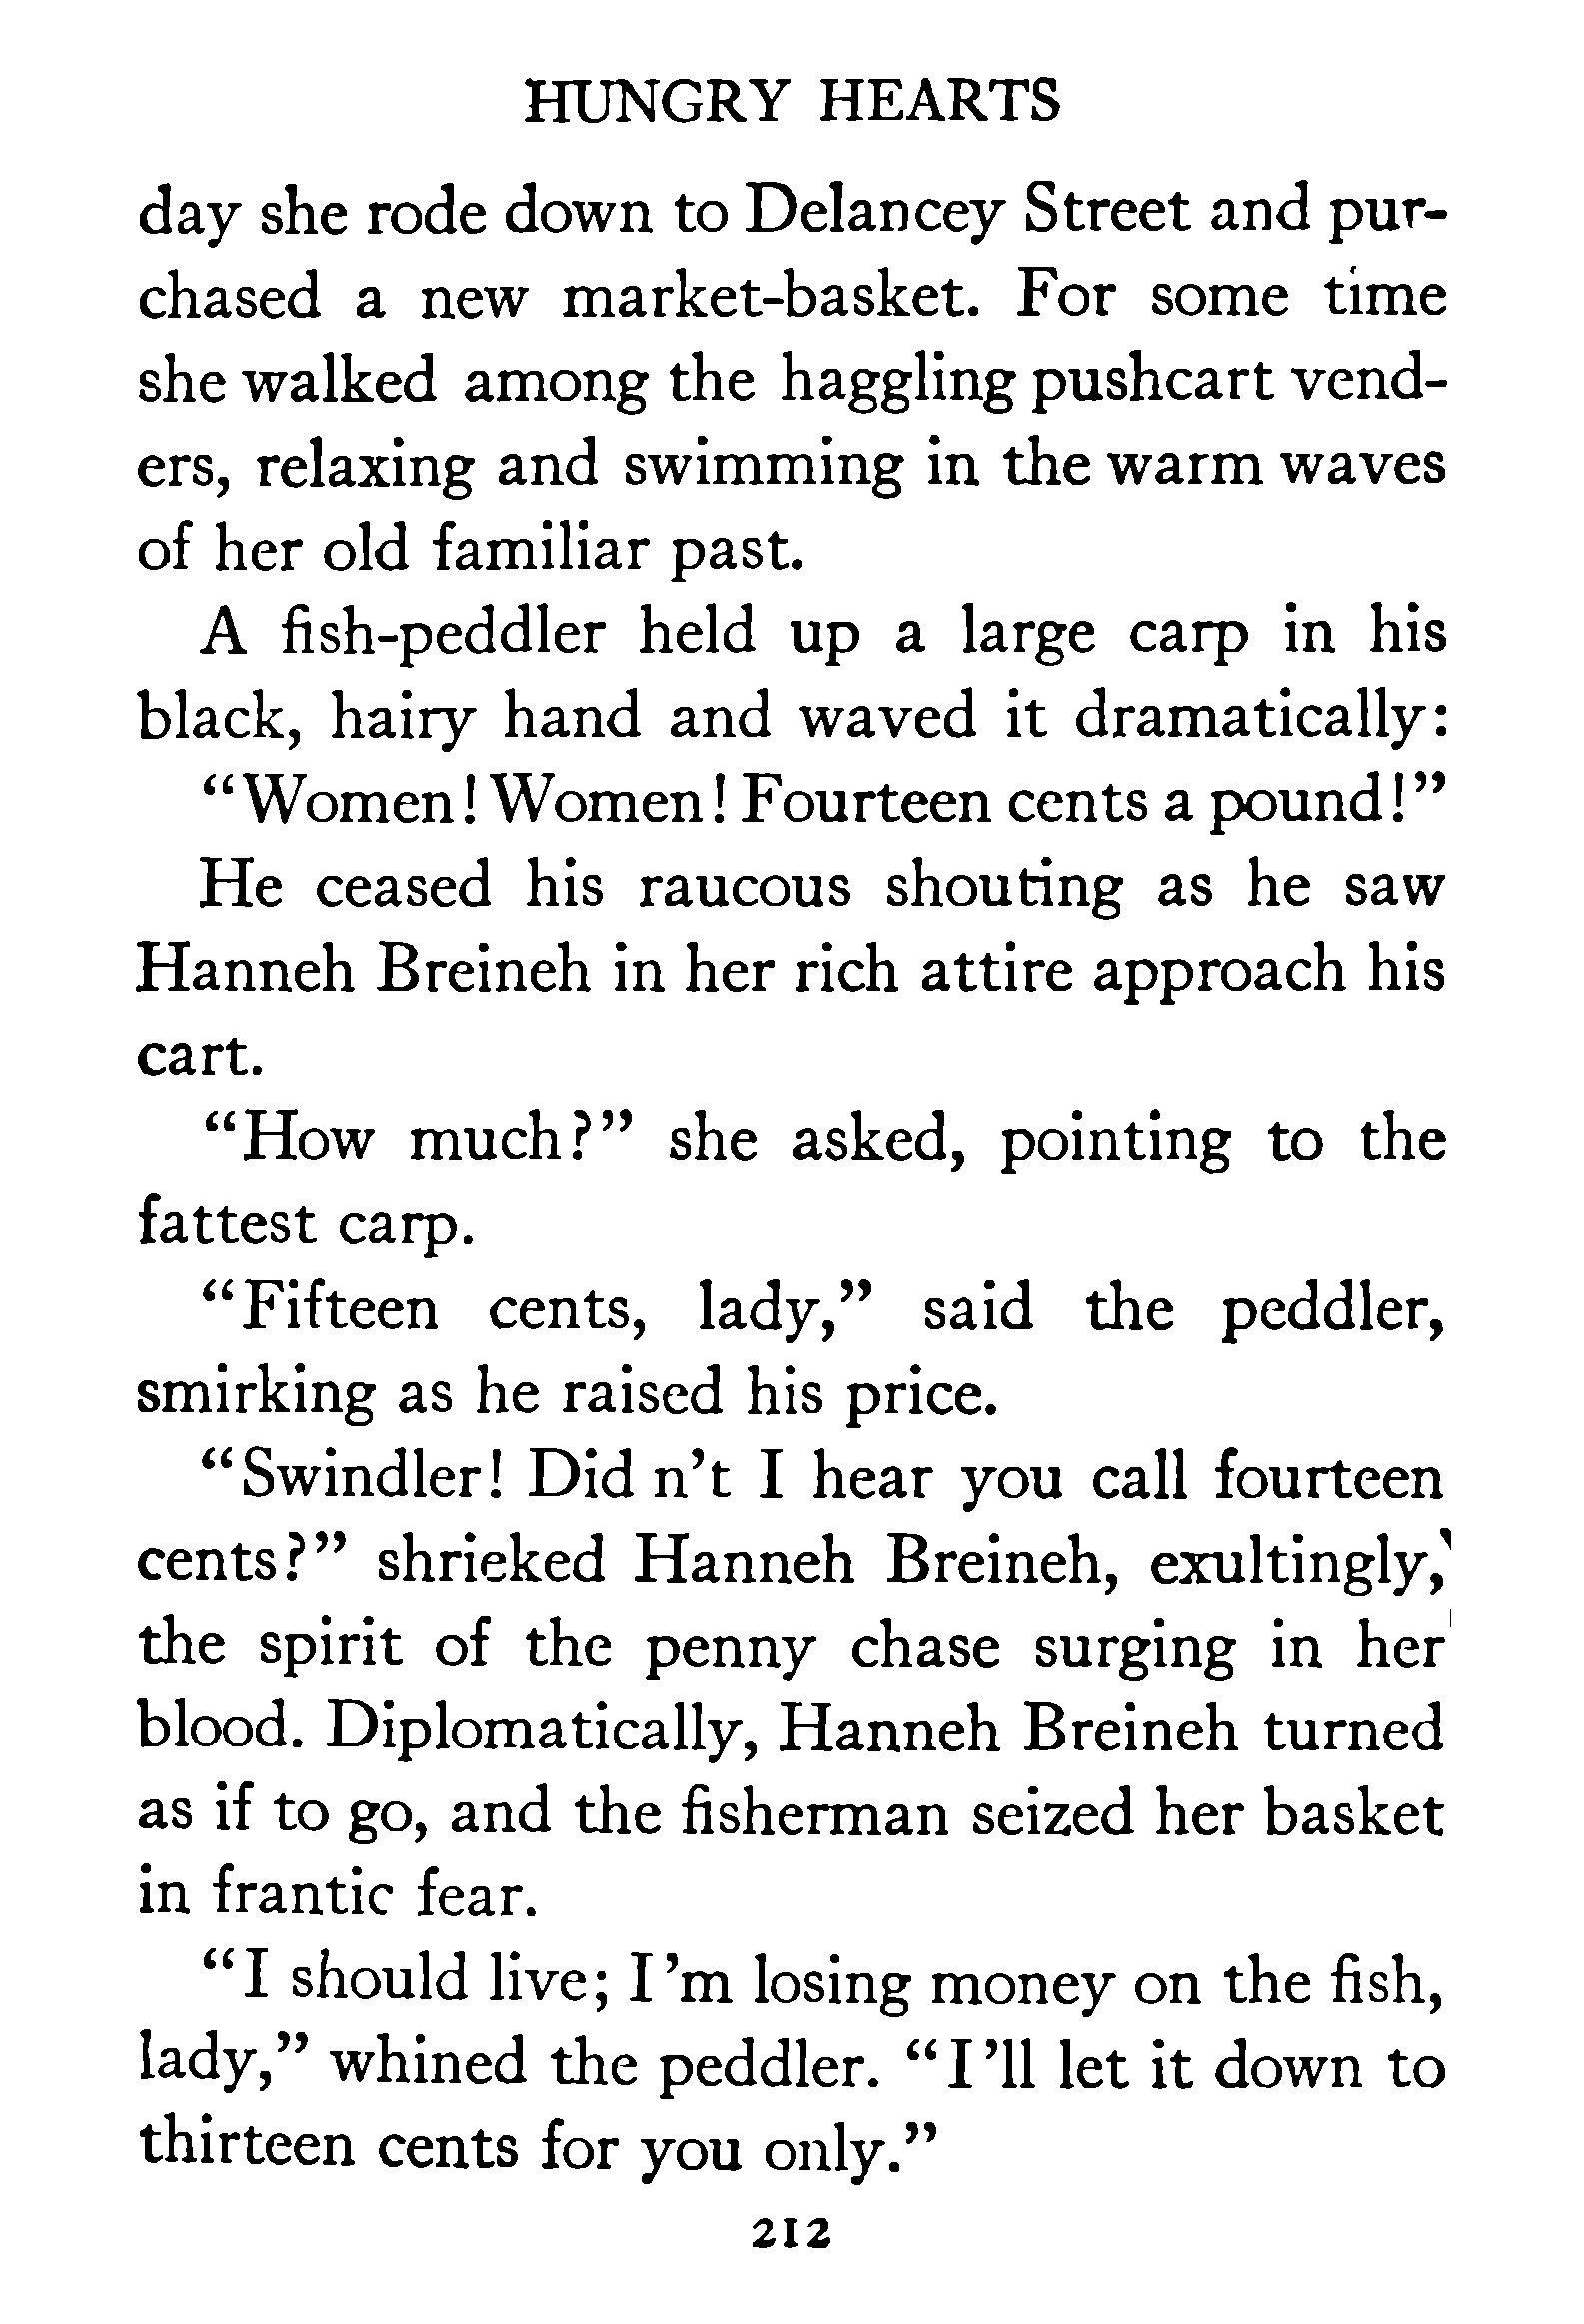 HUNGRY HEARTS
day she rode down to Delancey Street and pur-
chased a new market-basket. For some time
she walked among the haggling pushcart vend-
ers, relaxing and swimming in the warm waves
of her old familiar past.
A fish-peddler held up a large carp in his
black, hairy hand and waved it dramatically:
“Women! Women! Fourteen cents a pound!”
He ceased his raucous shouting as he saw
Hanneh Breineh in her rich attire approach his
cart.
“How much?” she asked, pointing to the
fattest carp.
“Fifteen cents, lady,” said the peddler,
smirking as he raised his price.
“Swindler! Did n’t I hear you call fourteen
cents?” shrieked Hanneh Breineh, exultingly,
the spirit of the penny chase surging in her
blood. Diplomatically, Hanneh Breineh turned
as if to go, and the fisherman seized her basket
in frantic fear.
“I should live; I ’m losing money on the fish,
lady,” whined the peddler. “I ’ll let it down to
thirteen cents for you only.”
212